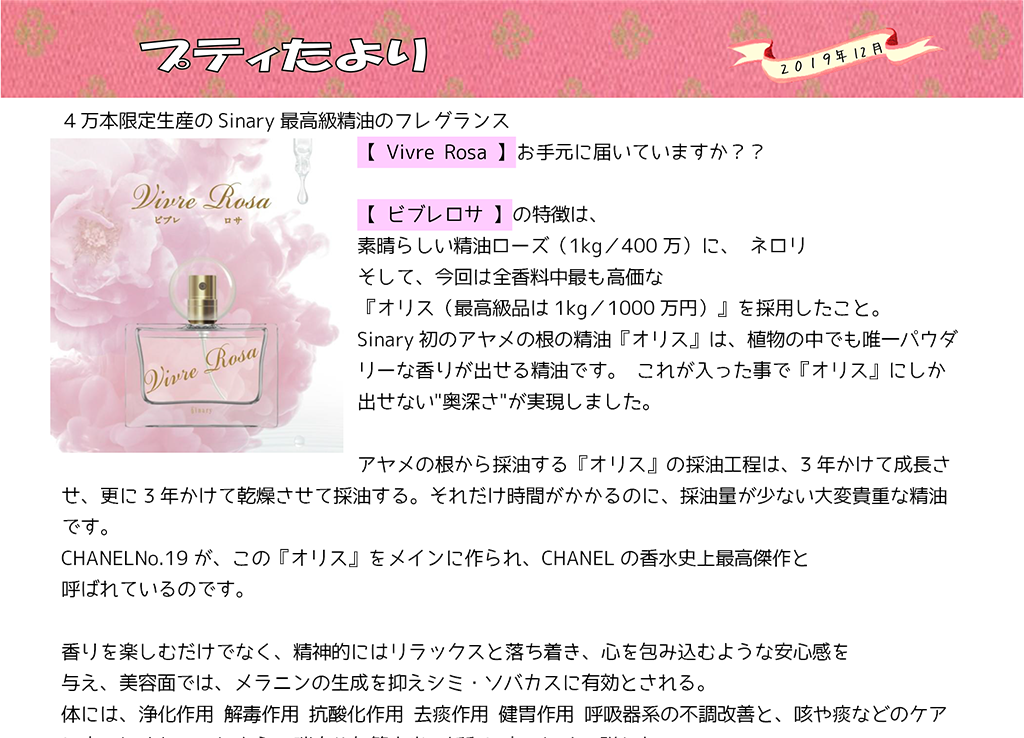 プティたより
2019年12月
４万本限定生産の Sinary 最高級精油のフレグランス
【 Vivre Rosa 】お手元に届いていますか？？
Vivre Rosa
ビブレ ロサ
Vivre Rosa
Sinary
【 ビブレロサ 】の特徴は、
素晴らしい精油ローズ（1kg／400 万）に、 ネロリ
そして、今回は全香料中最も高価な
『オリス（最高級品は 1kg／1000 万円）』を採用したこと。
Sinary 初のアヤメの根の精油『オリス』は、植物の中でも唯一パウダ
リーな香りが出せる精油です。 これが入った事で『オリス』にしか
出せない"奥深さ"が実現しました。
アヤメの根から採油する『オリス』の採油工程は、3 年かけて成長さ
せ、更に 3 年かけて乾燥させて採油する。それだけ時間がかかるのに、採油量が少ない大変貴重な精油
です。
CHANELNo.19 が、この『オリス』をメインに作られ、CHANEL の香水史上最高傑作と
呼ばれているのです。
香りを楽しむだけでなく、精神的にはリラックスと落ち着き、心を包み込むような安心感を
与え、美容面では、メラニンの生成を抑えシミ・ソバカスに有効とされる。
体には、浄化作用 解毒作用 抗酸化作用 去痰作用 健胃作用 呼吸器系の不調改善と、咳や痰などのケア